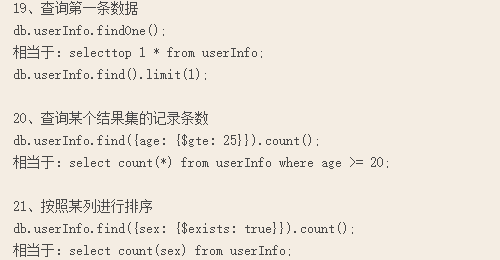 19、查询第一条数据
db.userInfo.findOne();
相当于：selecttop 1 * from userInfo;
db.userInfo.find().limit(1);
20、查询某个结果集的记录条数
db.userInfo.find({age: {$gte: 25}}).count();
相当于：select count(*) from userInfo where age >= 20;
21、按照某列进行排序
db.userInfo.find({sex: {$exists: true}}).count();
相当于：select count(sex) from userInfo;